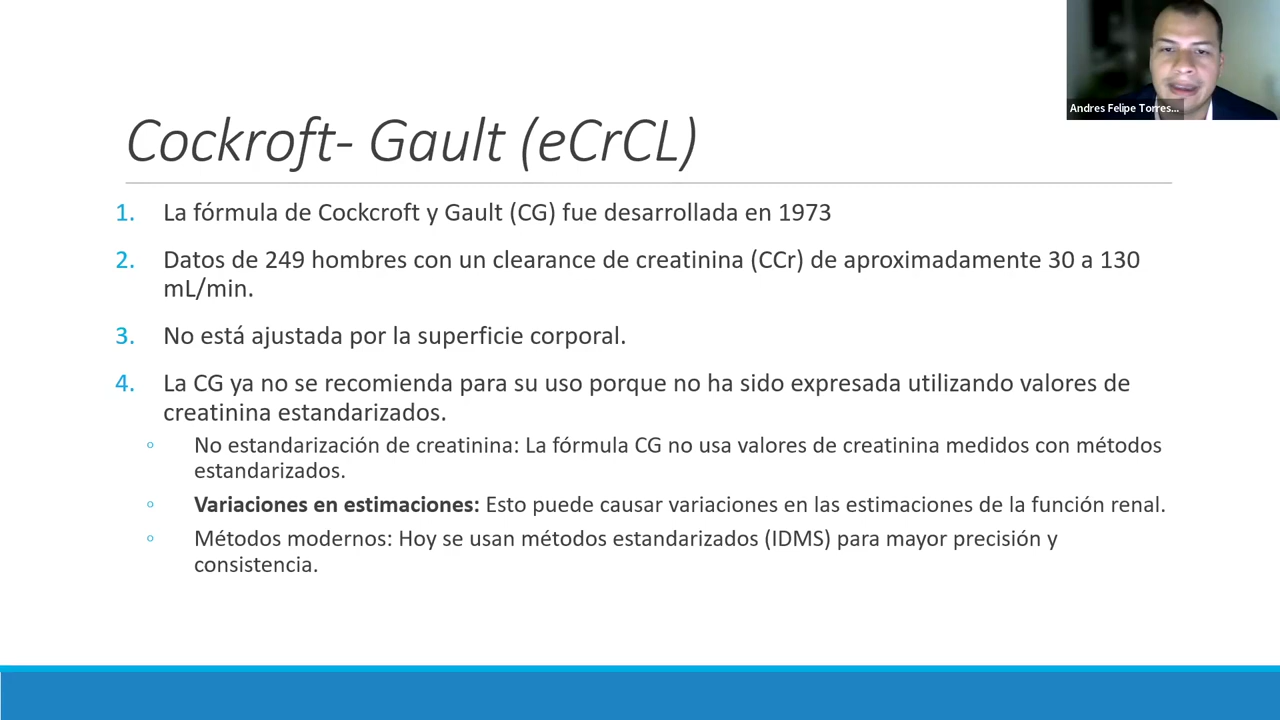 Andres Felipe Torres...
Cockroft- Gault (eCrCL)
1. La fórmula de Cockcroft y Gault (CG) fue desarrollada en 1973
2. Datos de 249 hombres con un clearance de creatinina (CCr) de aproximadamente 30 a 130
mL/min.
3. No está ajustada por la superficie corporal.
4. La CG ya no se recomienda para su uso porque no ha sido expresada utilizando valores de
creatinina estandarizados.
◦ No estandarización de creatinina: La fórmula CG no usa valores de creatinina medidos con métodos
estandarizados.
◦ Variaciones en estimaciones: Esto puede causar variaciones en las estimaciones de la función renal.
◦ Métodos modernos: Hoy se usan métodos estandarizados (IDMS) para mayor precisión y
consistencia.